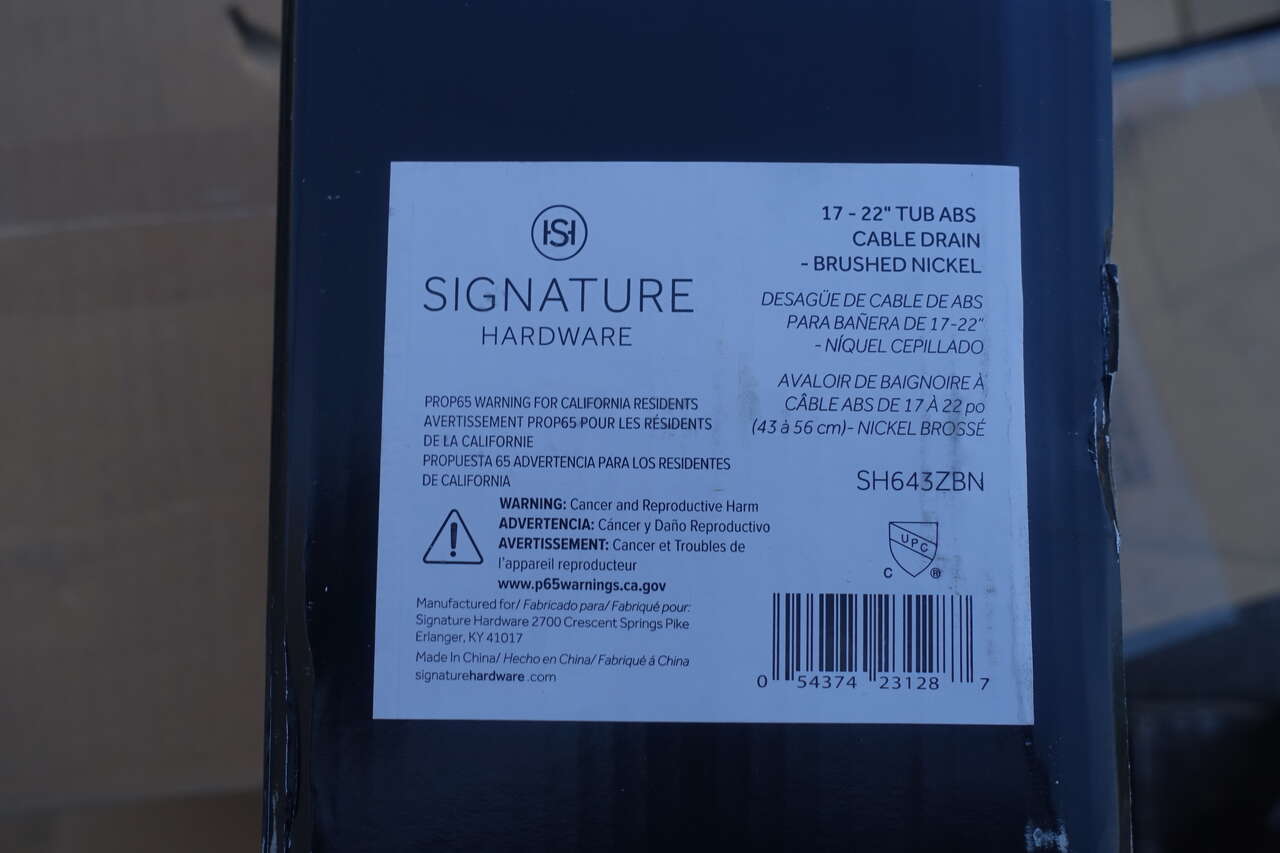 SH
SIGNATURE
HARDWARE
17 - 22" TUB ABS
CABLE DRAIN
- BRUSHED NICKEL
DESAGÜE DE CABLE DE ABS
PARA BAÑERA DE 17-22"
- NÍQUEL CEPILLADO
AVALOIR DE BAIGNOIRE À
CÂBLE ABS DE 17 À 22 po
(43 à 56 cm)- NICKEL BROSSÉ
SH643ZBN
PROP65 WARNING FOR CALIFORNIA RESIDENTS
AVERTISSEMENT PROP65 POUR LES RÉSIDENTS
DE LA CALIFORNIE
PROPUESTA 65 ADVERTENCIA PARA LOS RESIDENTES
DE CALIFORNIA
WARNING: Cancer and Reproductive Harm
ADVERTENCIA: Cáncer y Daño Reproductivo
AVERTISSEMENT: Cancer et Troubles de
l'appareil reproducteur
www.p65warnings.ca.gov
Manufactured for/ Fabricado para/ Fabriqué pour:
Signature Hardware 2700 Crescent Springs Pike
Erlanger, KY 41017
Made In China/ Hecho en China/ Fabriqué á China
signaturehardware.com
UPC
C ®
0 54374 23128 7